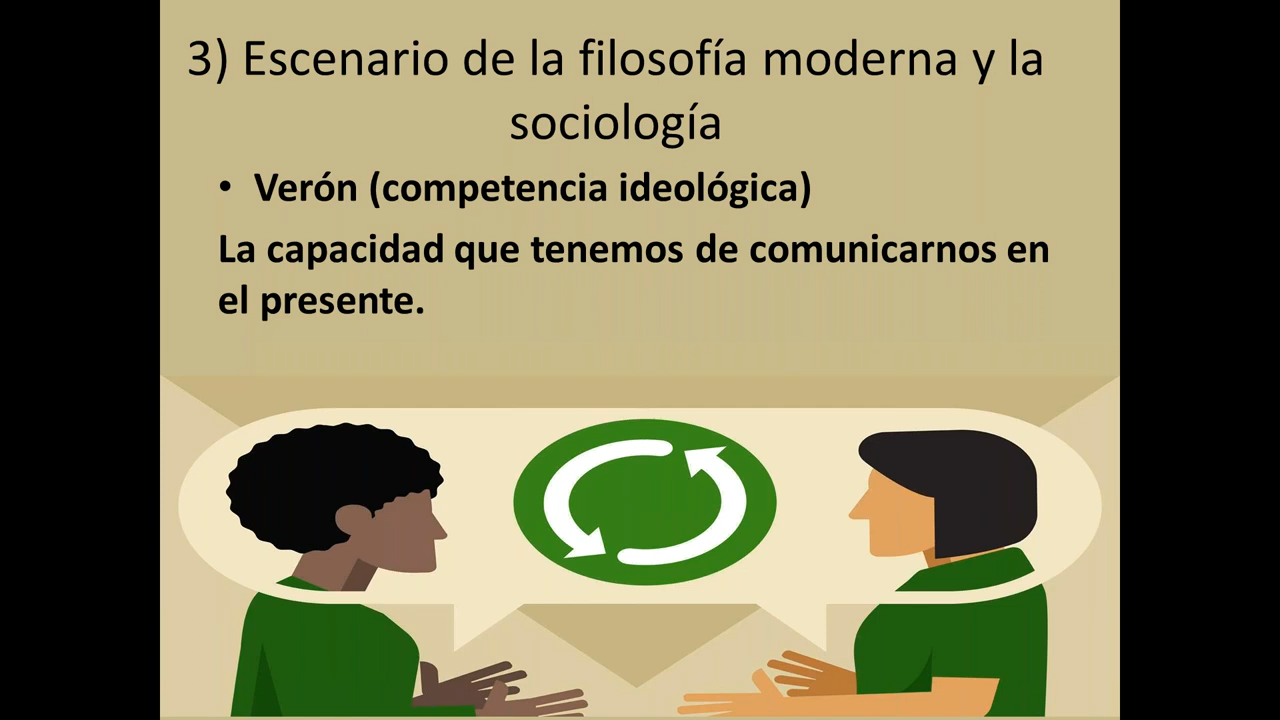 3) Escenario de la filosofía moderna y la
sociología
• Verón (competencia ideológica)
La capacidad que tenemos de comunicarnos en
el presente.